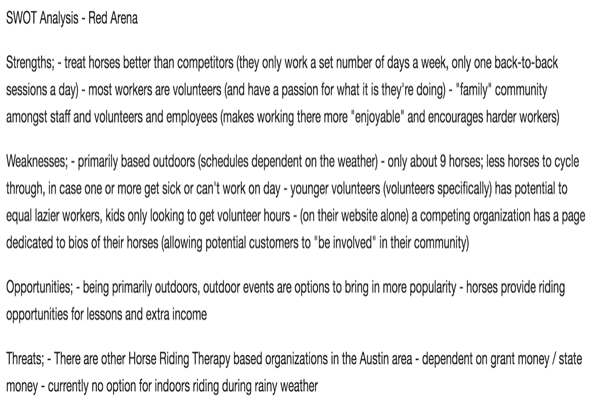 SWOT Analysis - Red Arena
Strengths; - treat horses better than competitors (they only work a set number of days a week, only one back-to-back
sessions a day) - most workers are volunteers (and have a passion for what it is they're doing) - "family" community
amongst staff and volunteers and employees (makes working there more "enjoyable" and encourages harder workers)
Weaknesses; - primarily based outdoors (schedules dependent on the weather) - only about 9 horses; less horses to cycle
through, in case one or more get sick or can't work on day - younger volunteers (volunteers specifically) has potential to
equal lazier workers, kids only looking to get volunteer hours - (on their website alone) a competing organization has a page
dedicated to bios of their horses (allowing potential customers to "be involved" in their community)
Opportunities; - being primarily outdoors, outdoor events are options to bring in more popularity - horses provide riding
opportunities for lessons and extra income
Threats; - There are other Horse Riding Therapy based organizations in the Austin area - dependent on grant money / state
money - currently no option for indoors riding during rainy weather